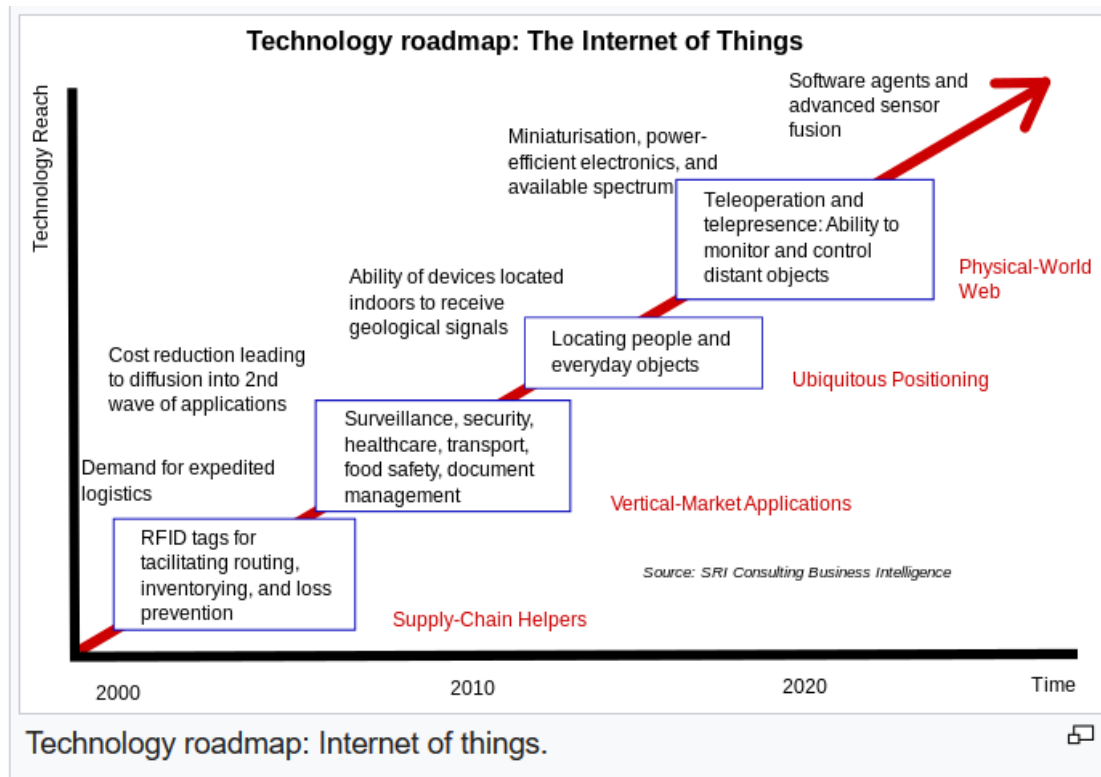 Technology roadmap: The Internet of Things
Technology Reach
Software agents and
advanced sensor
fusion
Miniaturisation, power-
efficient electronics, and
available spectrum
Teleoperation and
telepresence: Ability to
monitor and control
distant objects
Physical-World
Web
Ability of devices located
indoors to receive
geological signals
Locating people and
everyday objects
Ubiquitous Positioning
Cost reduction leading
to diffusion into 2nd
wave of applications
Surveillance, security,
healthcare, transport,
food safety, document
management
Vertical-Market Applications
Demand for expedited
logistics
RFID tags for
tacilitating routing,
inventorying, and loss
prevention
Supply-Chain Helpers
Source: SRI Consulting Business Intelligence
2000
2010
2020
Time
Technology roadmap: Internet of things.